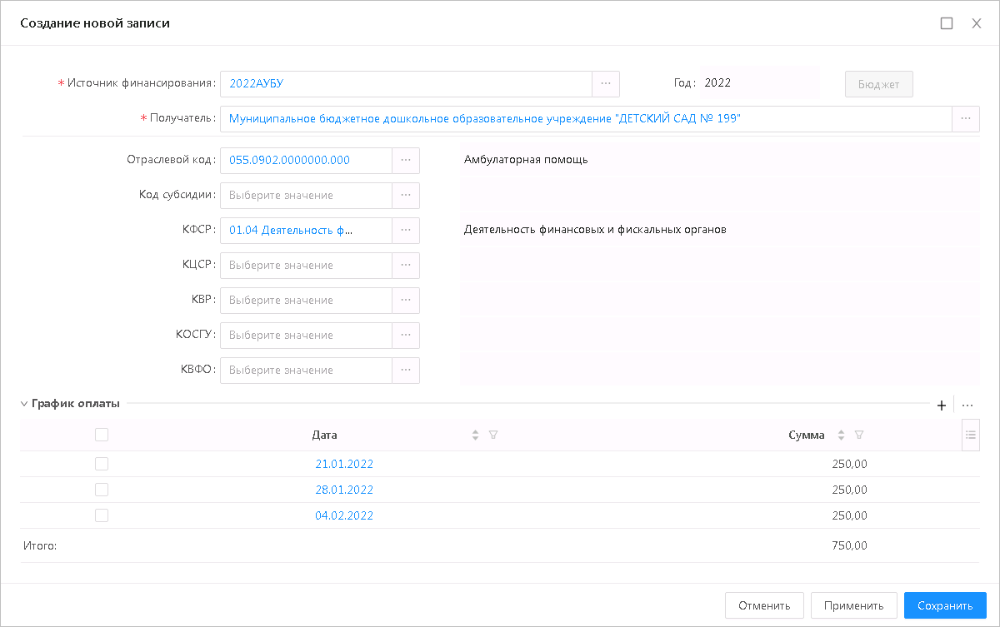 Создание новой записи
* Источник финансирования: 2022АУБУ ... Год: 2022 Бюджет
* Получатель: Муниципальное бюджетное дошкольное образовательное учреждение "ДЕТСКИЙ САД № 199" ...
Отраслевой код: 055.0902.0000000.000 ... Амбулаторная помощь
Код субсидии: Выберите значение ...
КФСР: 01.04 Деятельность ф... ... Деятельность финансовых и фискальных органов
КЦСР: Выберите значение ...
КВР: Выберите значение ...
КОСГУ: Выберите значение ...
КВФО: Выберите значение ...
График оплаты + ...
Дата Сумма
21.01.2022 250,00
28.01.2022 250,00
04.02.2022 250,00
Итого: 750,00
Отменить Применить Сохранить